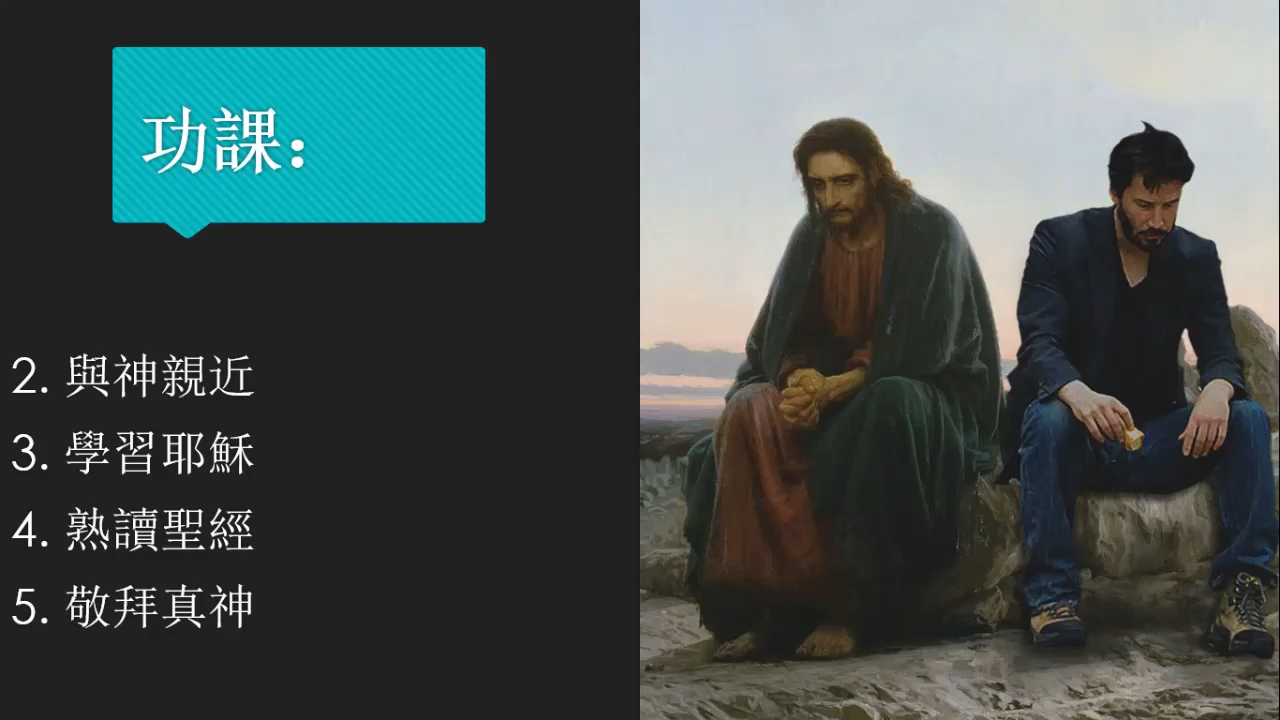 功課：
2. 與神親近
3. 學習耶穌
4. 熟讀聖經
5. 敬拜真神